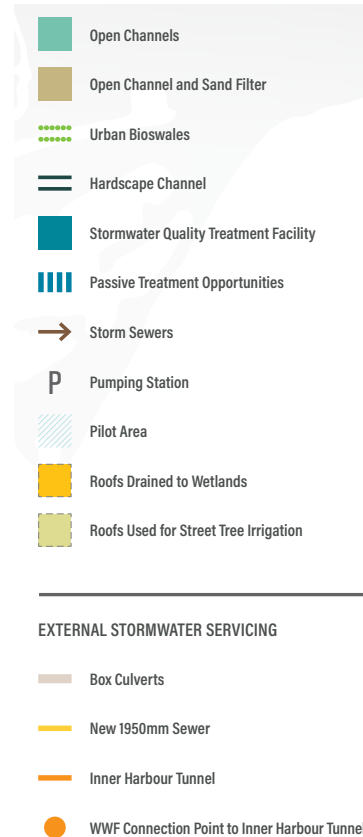 Open Channels
Open Channel and Sand Filter
Urban Bioswales
Hardscape Channel
Stormwater Quality Treatment Facility
Passive Treatment Opportunities
Storm Sewers
P Pumping Station
Pilot Area
Roofs Drained to Wetlands
Roofs Used for Street Tree Irrigation
EXTERNAL STORMWATER SERVICING
Box Culverts
New 1950mm Sewer
Inner Harbour Tunnel
WWF Connection Point to Inner Harbour Tunnel